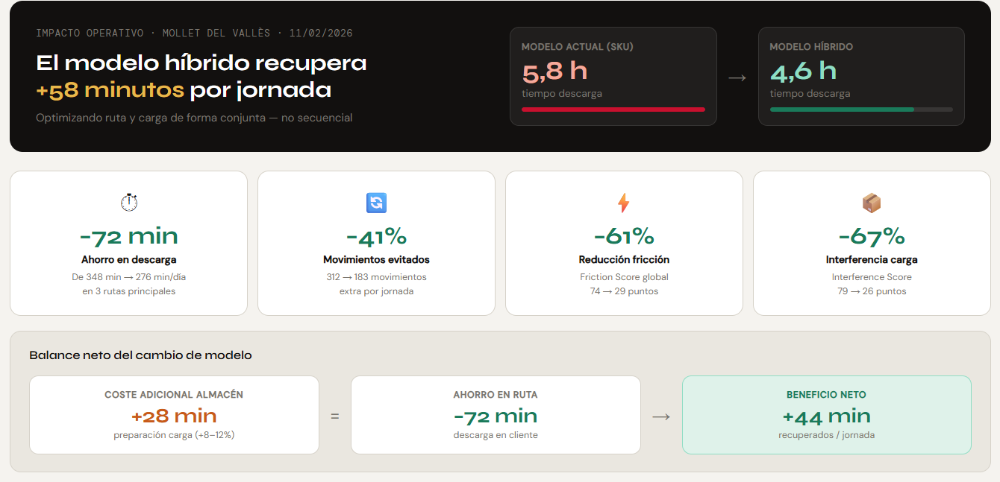 IMPACTO OPERATIVO · MOLLET DEL VALLÈS · 11/02/2026
El modelo híbrido recupera
+58 minutos por jornada
Optimizando ruta y carga de forma conjunta — no secuencial
MODELO ACTUAL (SKU)
5,8 h
tiempo descarga
→
MODELO HÍBRIDO
4,6 h
tiempo descarga
-72 min
Ahorro en descarga
De 348 min → 276 min/día
en 3 rutas principales
-41%
Movimientos evitados
312 → 183 movimientos
extra por jornada
-61%
Reducción fricción
Friction Score global
74 → 29 puntos
-67%
Interferencia carga
Interference Score
79 → 26 puntos
Balance neto del cambio de modelo
COSTE ADICIONAL ALMACÉN
+28 min
preparación carga (+8–12%)
=
AHORRO EN RUTA
-72 min
descarga en cliente
→
BENEFICIO NETO
+44 min
recuperados / jornada